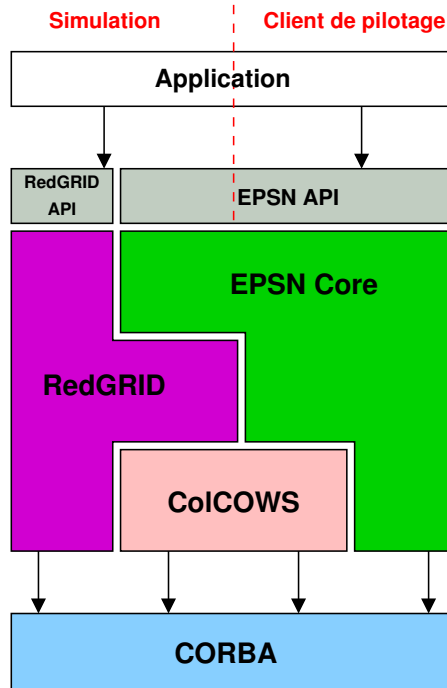 Simulation
Client de pilotage
Application
RedGRID
API
EPSN API
EPSN Core
RedGRID
ColCOWS
CORBA